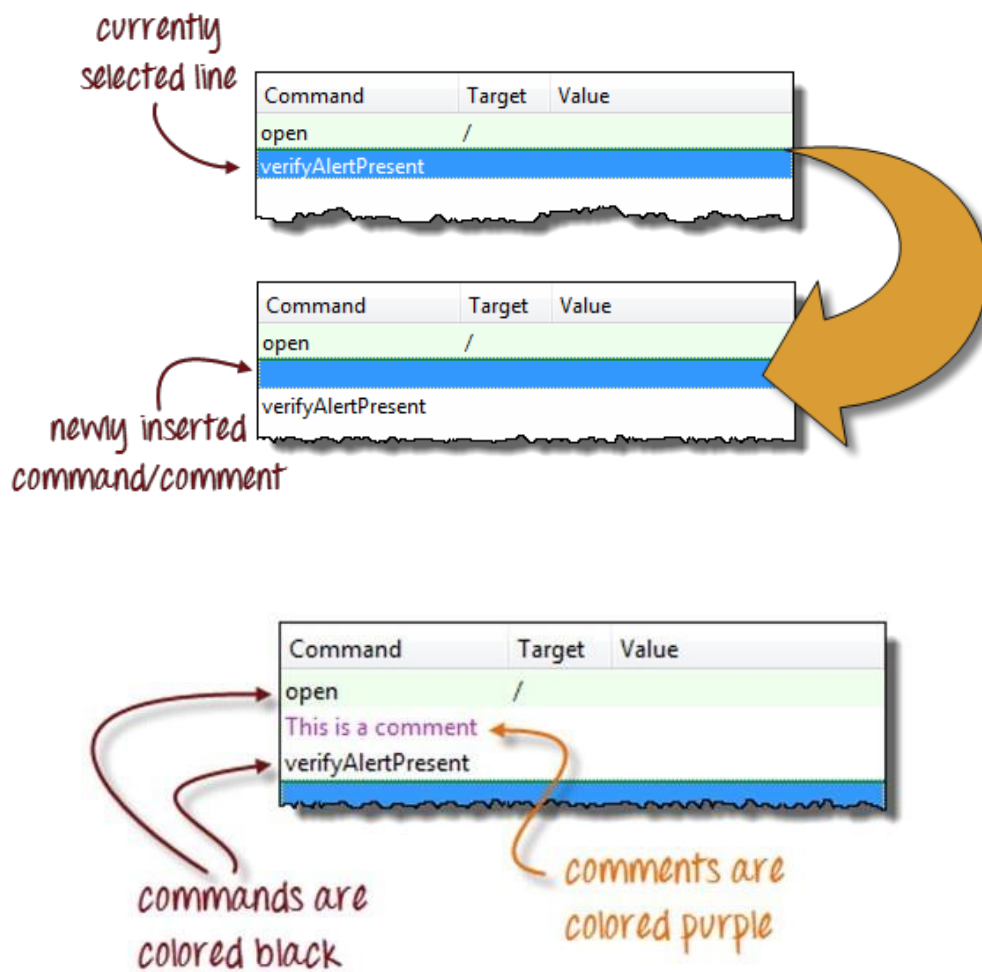 currently
selected line
Command Target Value
open /
verifyAlertPresent
Command Target Value
open /
verifyAlertPresent
newly inserted
command/comment
Command Target Value
open /
This is a comment
verifyAlertPresent
commands are
colored black
comments are
colored purple